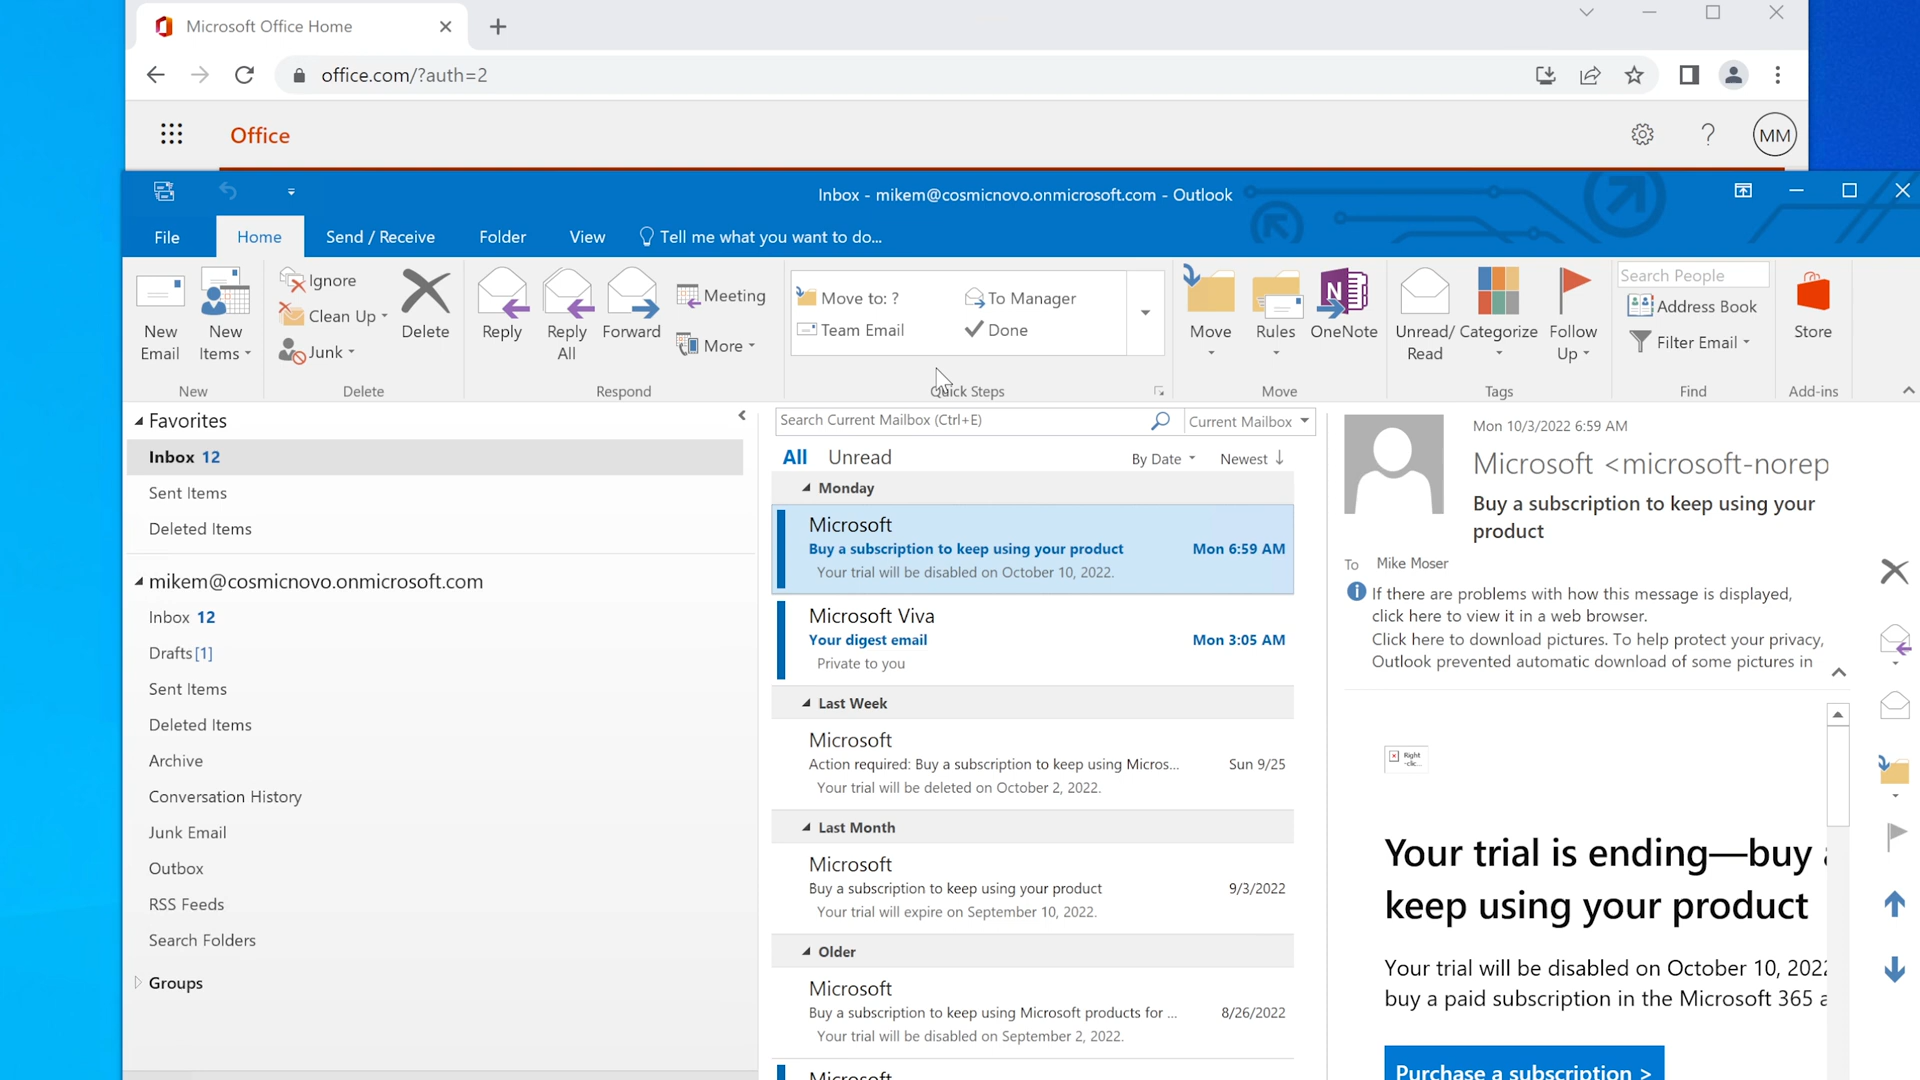 Microsoft Office Home
office.com/?auth=2
Office
MM
Inbox - mikem@cosmicnovo.onmicrosoft.com - Outlook
File
Home
Send / Receive
Folder
View
Tell me what you want to do...
New
Email
New
Items
New
Ignore
Clean Up
Junk
Delete
Delete
Reply
Reply
All
Forward
Meeting
More
Respond
Move to: ?
To Manager
Team Email
Done
Quick Steps
Move
Rules
N
OneNote
Move
Unread/
Read
Categorize
Follow
Up
Tags
Search People
Address Book
Filter Email
Find
Store
Add-ins
Favorites
Inbox 12
Sent Items
Deleted Items
mikem@cosmicnovo.onmicrosoft.com
Inbox 12
Drafts [1]
Sent Items
Deleted Items
Archive
Conversation History
Junk Email
Outbox
RSS Feeds
Search Folders
Groups
Search Current Mailbox (Ctrl+E)
Current Mailbox
All
Unread
By Date
Newest
Monday
Microsoft
Buy a subscription to keep using your product
Mon 6:59 AM
Your trial will be disabled on October 10, 2022.
Microsoft Viva
Your digest email
Mon 3:05 AM
Private to you
Last Week
Microsoft
Action required: Buy a subscription to keep using Micros...
Sun 9/25
Your trial will be deleted on October 2, 2022.
Last Month
Microsoft
Buy a subscription to keep using your product
9/3/2022
Your trial will expire on September 10, 2022.
Older
Microsoft
Buy a subscription to keep using Microsoft products for ...
8/26/2022
Your trial will be disabled on September 2, 2022.
Microsoft
Mon 10/3/2022 6:59 AM
Microsoft <microsoft-norep
Buy a subscription to keep using your
product
To Mike Moser
If there are problems with how this message is displayed,
click here to view it in a web browser.
Click here to download pictures. To help protect your privacy,
Outlook prevented automatic download of some pictures in
Right
-clic...
Your trial is ending—buy a
keep using your product
Your trial will be disabled on October 10, 2022
buy a paid subscription in the Microsoft 365 a
Purchase a subscription >